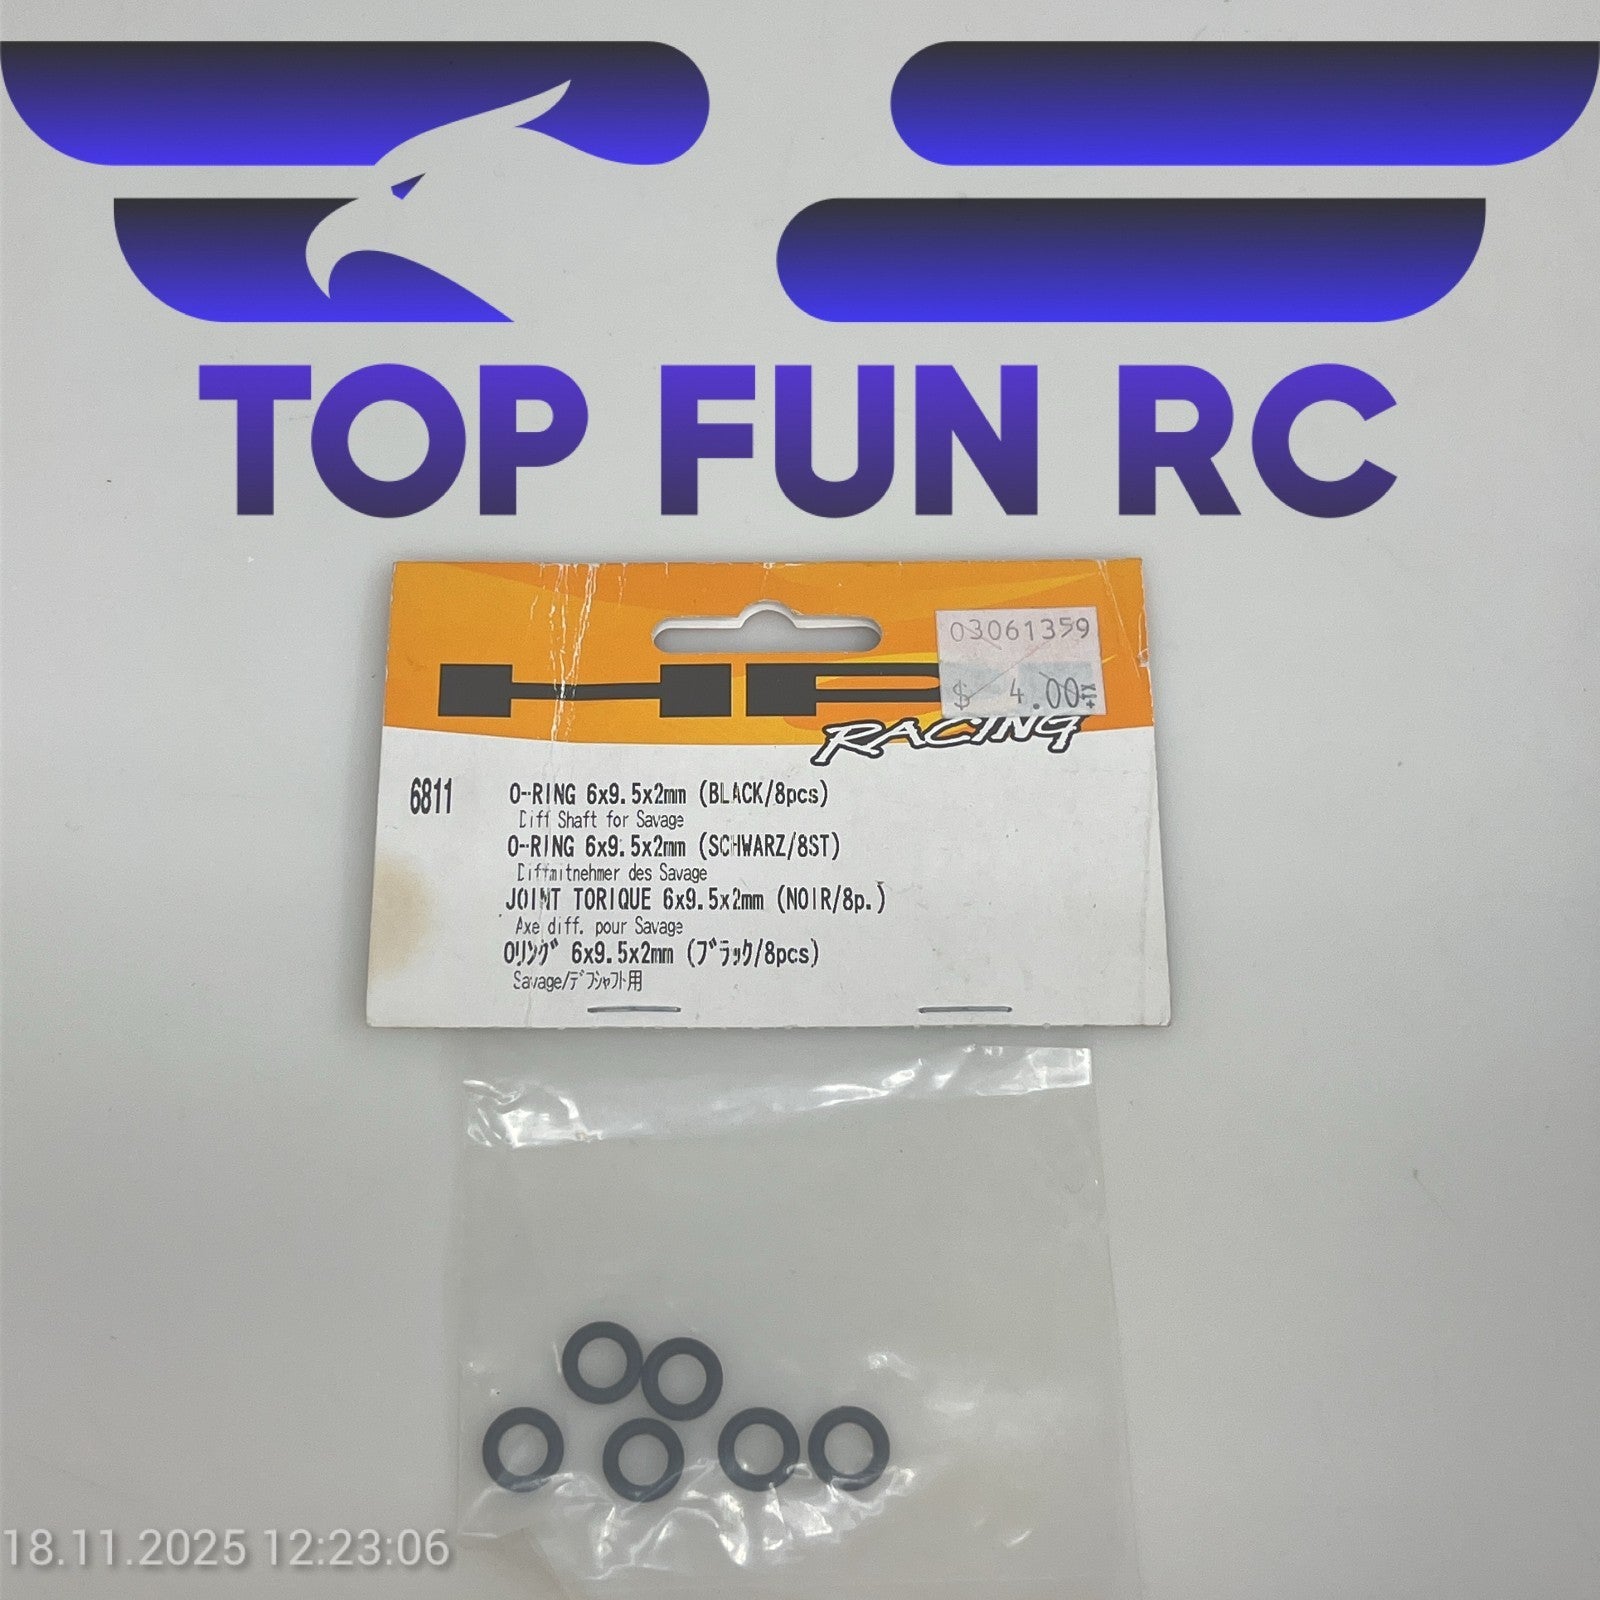 TOP FUN RC
03061359
$ 4.00
HP
RACING
6811
O-RING 6x9.5x2mm (BLACK/8pcs)
Diff Shaft for Savage
O-RING 6x9.5x2mm (SCHWARZ/8ST)
Diffmitnehmer des Savage
JOINT TORIQUE 6x9.5x2mm (NOIR/8p.)
Axe diff. pour Savage
Oリング 6x9.5x2mm (ブラック/8pcs)
Savage/デフシャフト用
18.11.2025 12:23:06